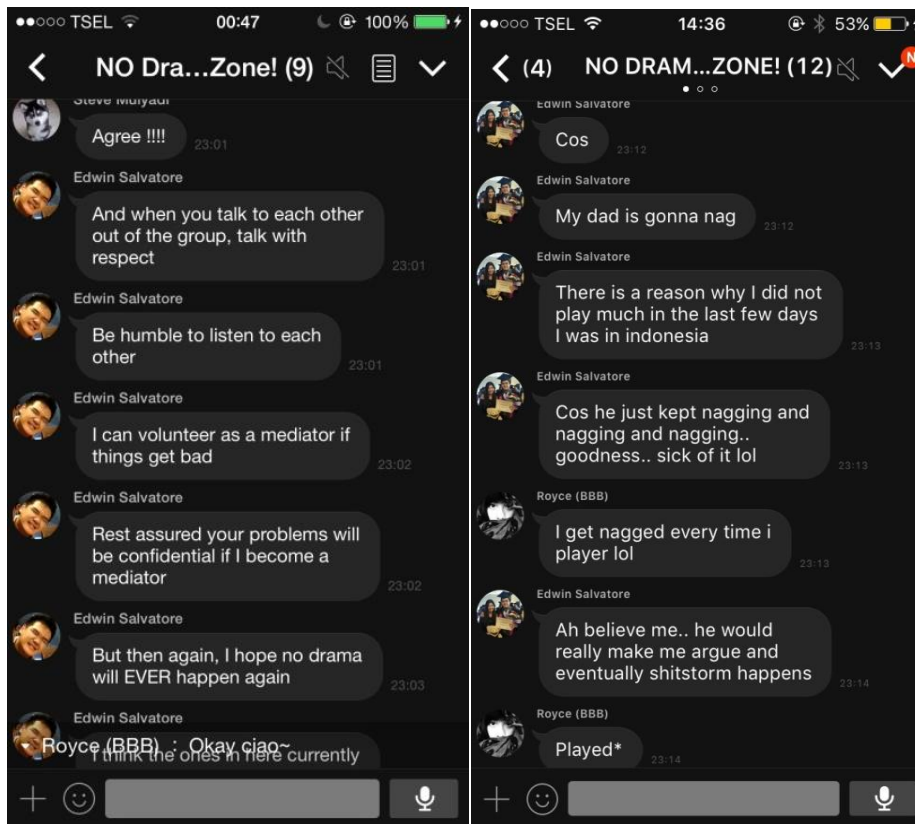 TSEL 00:47 100%
NO Dra...Zone! (9)
Steve Mulyadi
Agree !!!!
23:01
Edwin Salvatore
And when you talk to each other
out of the group, talk with
respect
23:01
Edwin Salvatore
Be humble to listen to each
other
23:01
Edwin Salvatore
I can volunteer as a mediator if
things get bad
23:02
Edwin Salvatore
Rest assured your problems will
be confidential if I become a
mediator
23:02
Edwin Salvatore
But then again, I hope no drama
will EVER happen again
23:03
Edwin Salvatore
Royce (BBB) : Okay ciao~
I think the ones in here currently
TSEL 14:36 53%
(4) NO DRAM...ZONE! (12) N
Edwin Salvatore
Cos
23:12
Edwin Salvatore
My dad is gonna nag
23:12
Edwin Salvatore
There is a reason why I did not
play much in the last few days
I was in indonesia
23:13
Edwin Salvatore
Cos he just kept nagging and
nagging and nagging..
goodness.. sick of it lol
23:13
Royce (BBB)
I get nagged every time i
player lol
23:13
Edwin Salvatore
Ah believe me.. he would
really make me argue and
eventually shitstorm happens
23:14
Royce (BBB)
Played*
23:14